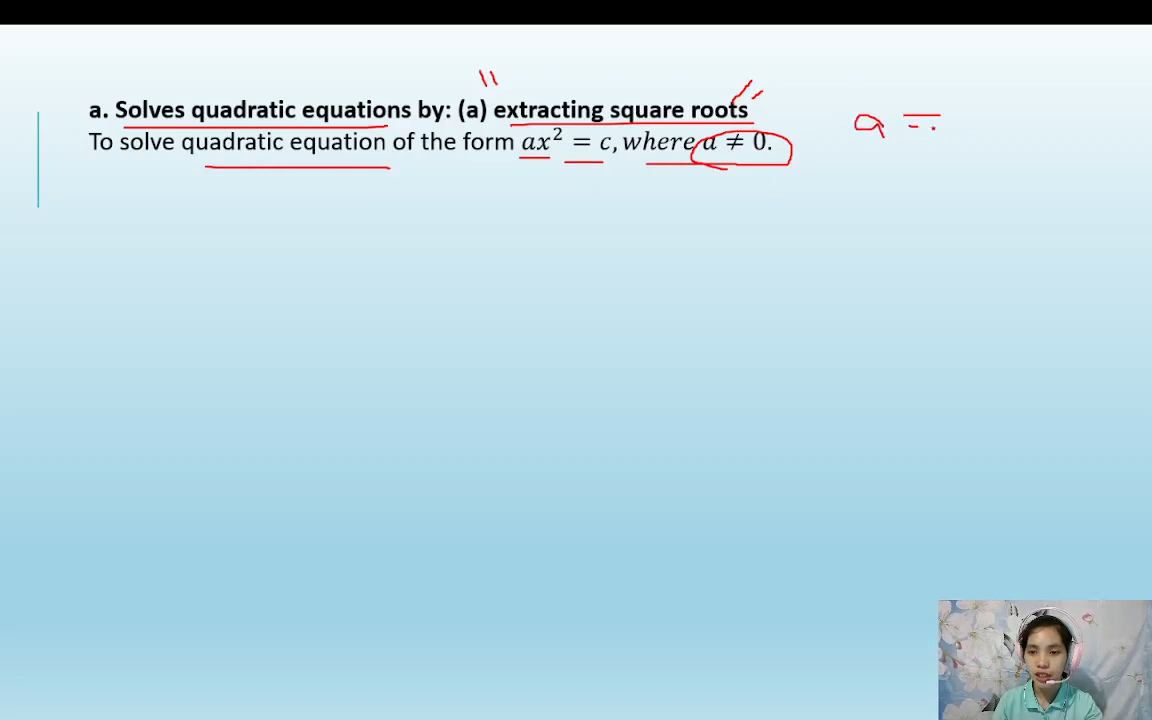 a. Solves quadratic equations by: (a) extracting square roots
To solve quadratic equation of the form ax² = c, where a ≠ 0.
a =